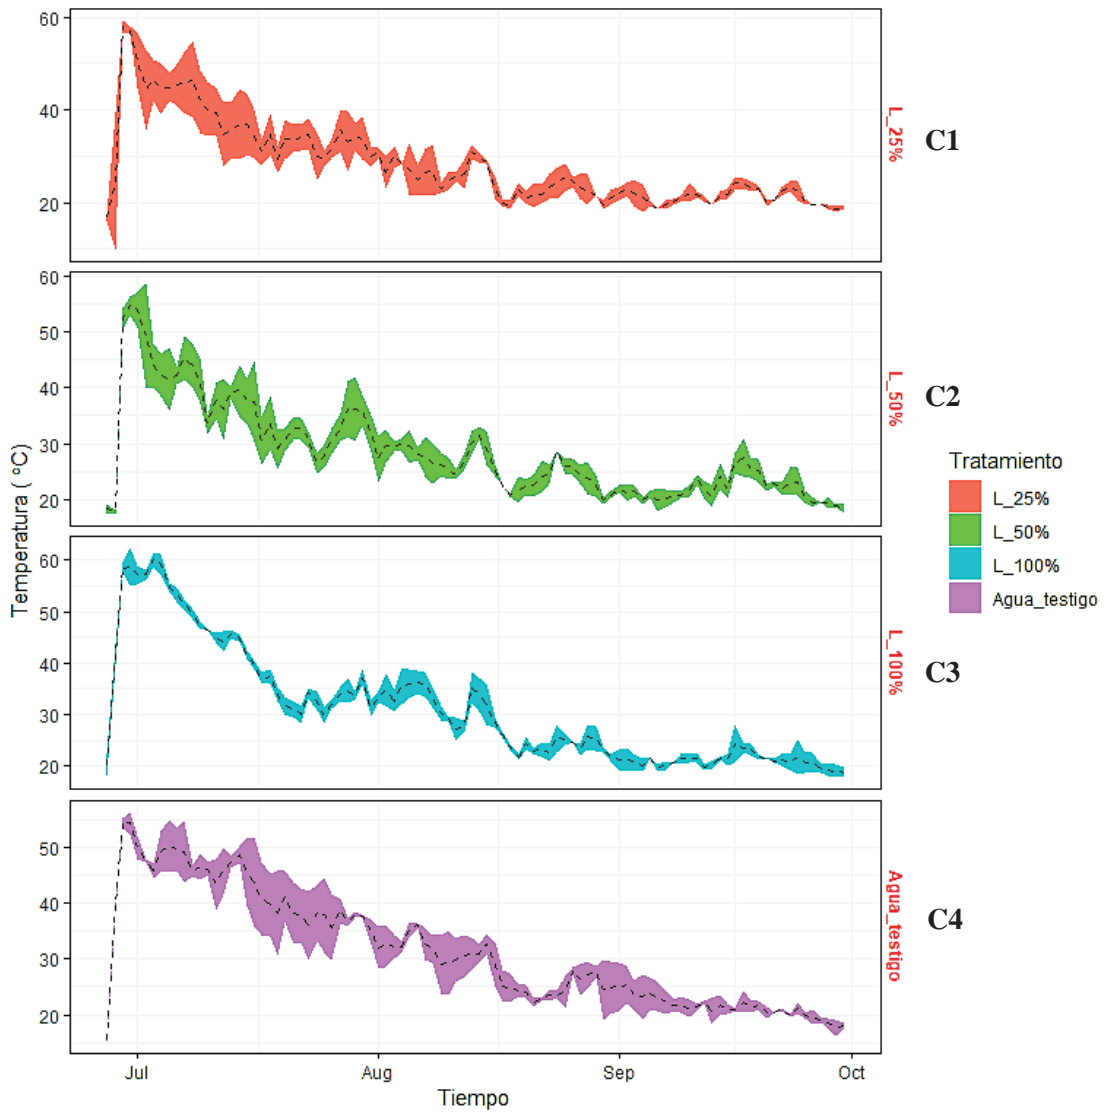 60
40
20
L_25%
C1
60
50
40
30
20
L_50%
C2
60
50
40
30
20
L_100%
C3
50
40
30
20
Agua_testigo
C4
Temperatura ( °C)
Jul
Aug
Sep
Oct
Tiempo
Tratamiento
L_25%
L_50%
L_100%
Agua_testigo